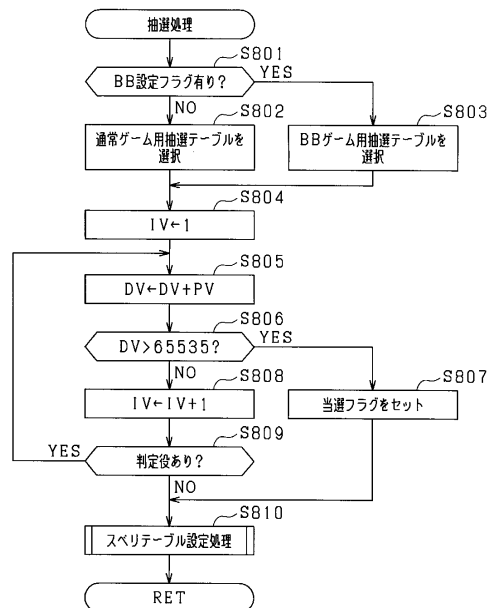 抽選処理
S801
BB設定フラグ有り?
YES
NO
S802
通常ゲーム用抽選テーブルを
選択
S803
BBゲーム用抽選テーブルを
選択
S804
IV←1
S805
DV←DV+PV
S806
DV>65535?
YES
NO
S807
当選フラグをセット
S808
IV←IV+1
S809
YES
判定役あり?
NO
S810
スベリテーブル設定処理
RET